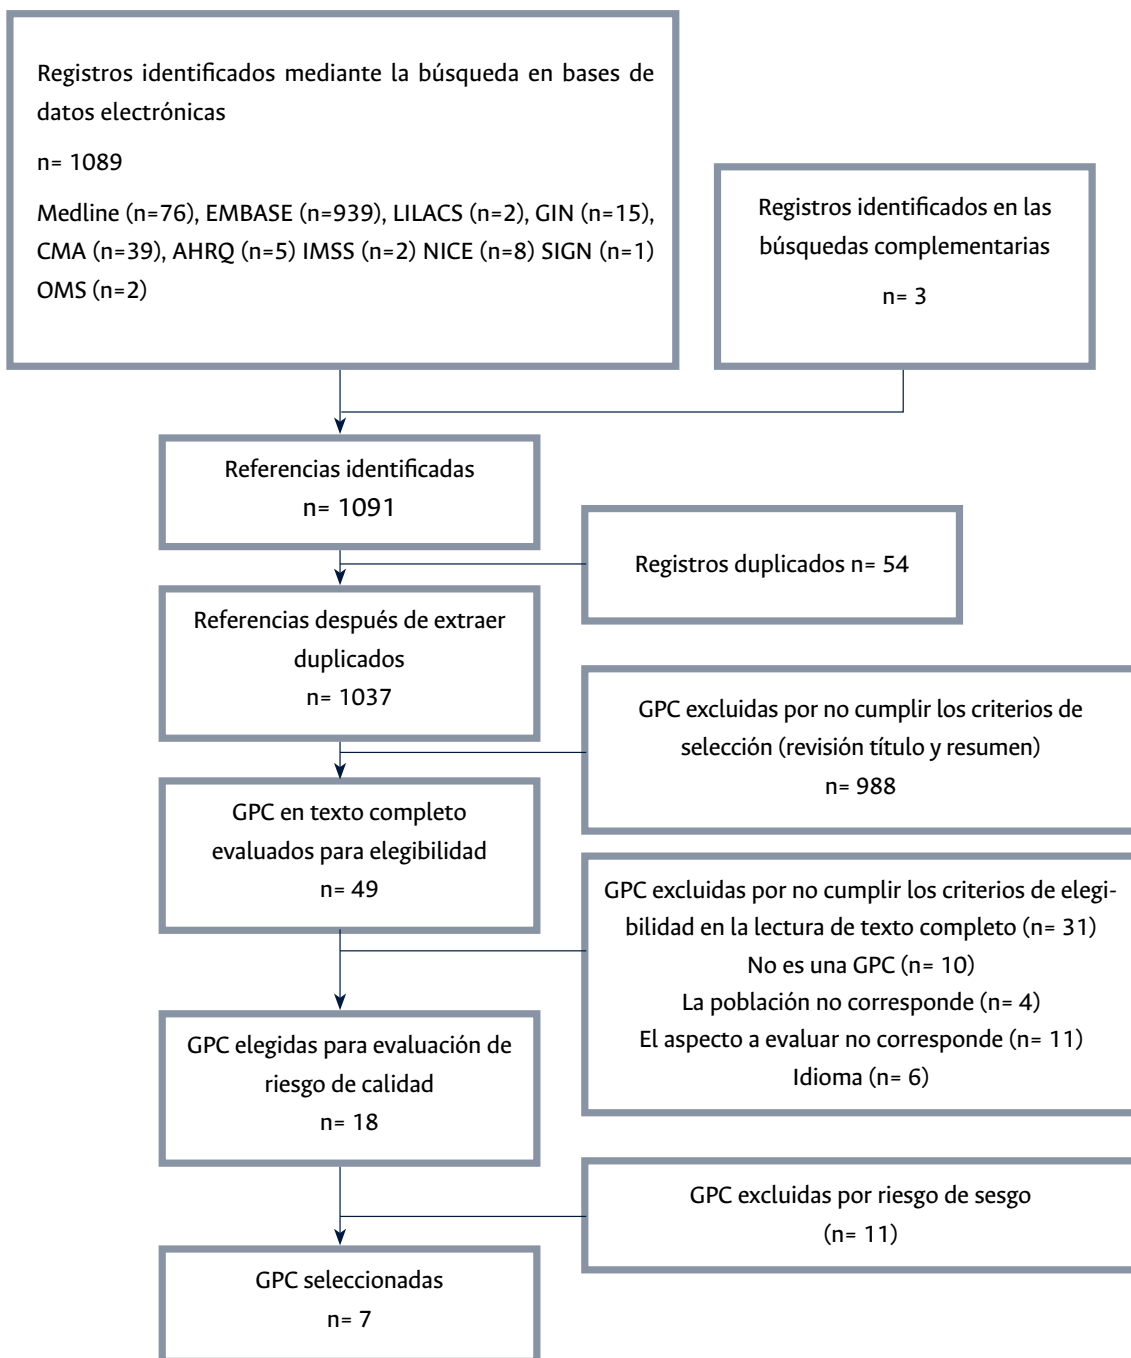 Registros identificados mediante la búsqueda en bases de
datos electrónicas
n= 1089
Medline (n=76), EMBASE (n=939), LILACS (n=2), GIN (n=15),
CMA (n=39), AHRQ (n=5) IMSS (n=2) NICE (n=8) SIGN (n=1)
OMS (n=2)
Registros identificados en las
búsquedas complementarias
n= 3
Referencias identificadas
n= 1091
Registros duplicados n= 54
Referencias después de extraer
duplicados
n= 1037
GPC excluidas por no cumplir los criterios de
selección (revisión título y resumen)
n= 988
GPC en texto completo
evaluados para elegibilidad
n= 49
GPC excluidas por no cumplir los criterios de elegi-
bilidad en la lectura de texto completo (n= 31)
No es una GPC (n= 10)
La población no corresponde (n= 4)
El aspecto a evaluar no corresponde (n= 11)
Idioma (n= 6)
GPC elegidas para evaluación de
riesgo de calidad
n= 18
GPC excluidas por riesgo de sesgo
(n= 11)
GPC seleccionadas
n= 7